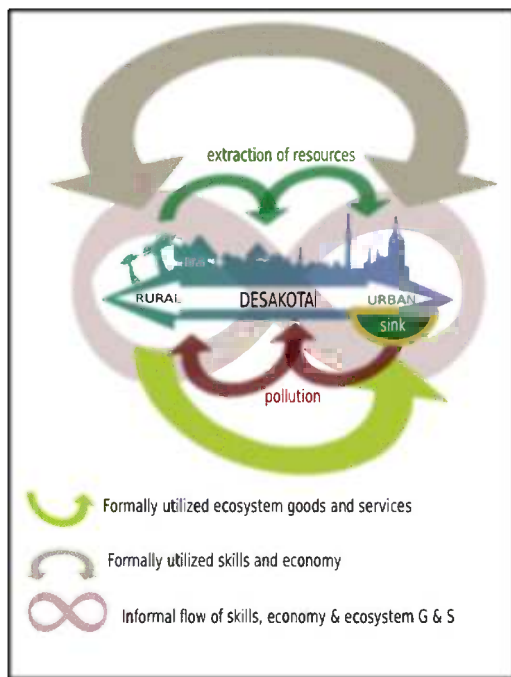 extraction of resources
RURAL
DESAKOTA
URBAN
sink
pollution
Formally utilized ecosystem goods and services
Formally utilized skills and economy
Informal flow of skills, economy & ecosystem G & S